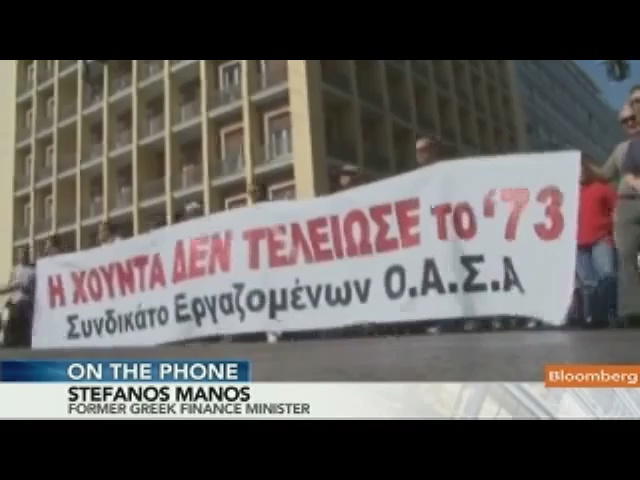 Η ΧΟΥΝΤΑ ΔΕΝ ΤΕΛΕΙΩΣΕ ΤΟ '73
Συνδικάτο Εργαζομένων Ο.Α.Σ.Α
ON THE PHONE
Bloomberg
STEFANOS MANOS
FORMER GREEK FINANCE MINISTER